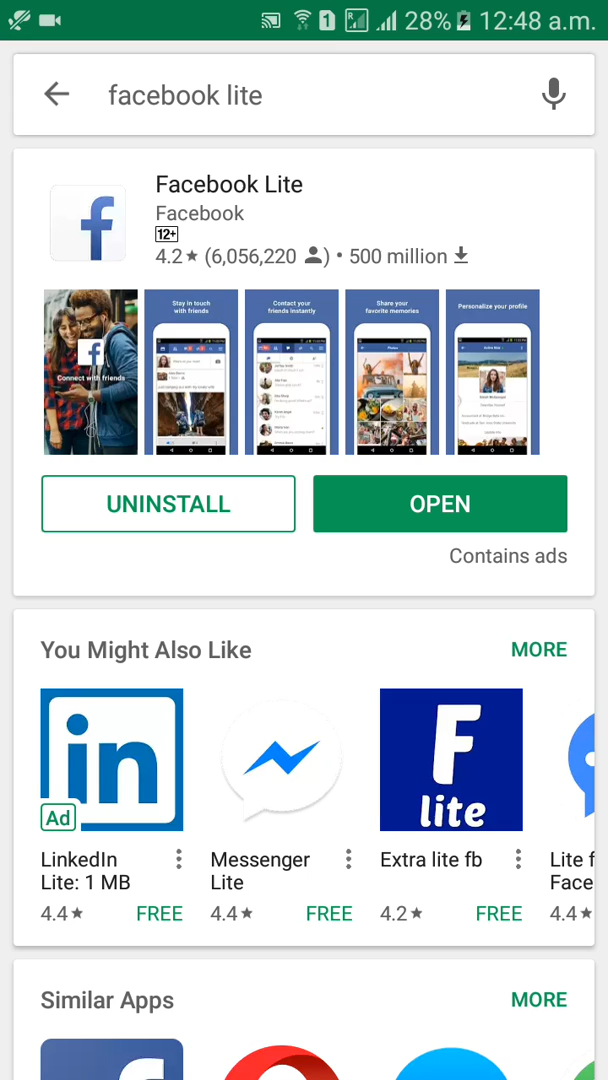 28% 12:48 a.m.
facebook lite
Facebook Lite
Facebook
12+
4.2★ (6,056,220 ) • 500 million
Connect with friends
Stay in touch
with friends
Contact your
friends instantly
Share your
favorite memories
Personalize your profile
UNINSTALL
OPEN
Contains ads
You Might Also Like
MORE
in
Ad
LinkedIn
Lite: 1 MB
4.4★ FREE
Messenger
Lite
4.4★ FREE
F
lite
Extra lite fb
4.2★ FREE
Lite f
Face
4.4★
Similar Apps
MORE